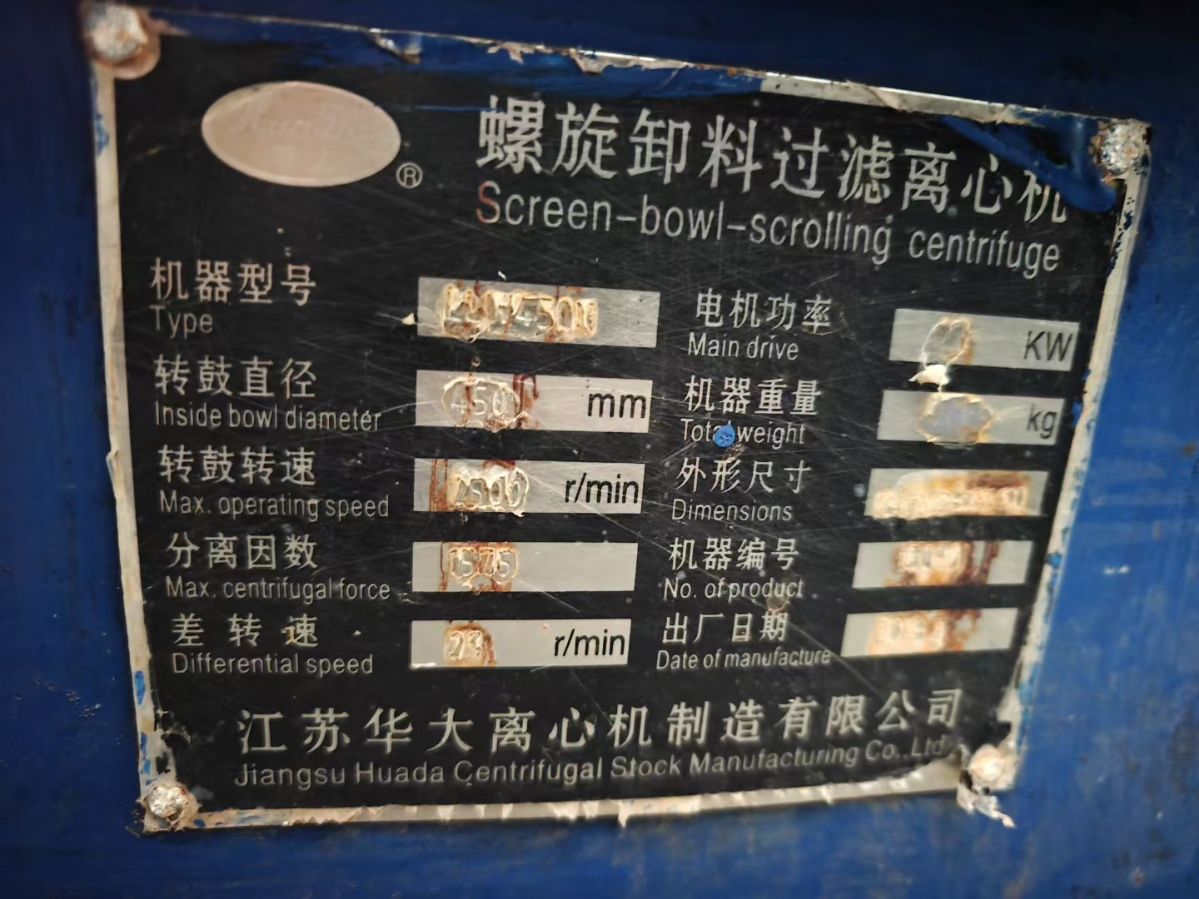 ®
螺旋卸料过滤离心机
Screen-bowl-scrolling centrifuge
机器型号
Type
转鼓直径 450 mm
Inside bowl diameter
转鼓转速 2500 r/min
Max. operating speed
分离因数 1575
Max. centrifugal force
差转速 r/min
Differential speed
电机功率 KW
Main drive
机器重量 kg
Total weight
外形尺寸
Dimensions
机器编号
No. of product
出厂日期
Date of manufacture
江苏华大离心机制造有限公司
Jiangsu Huada Centrifugal Stock Manufacturing Co.,Ltd.